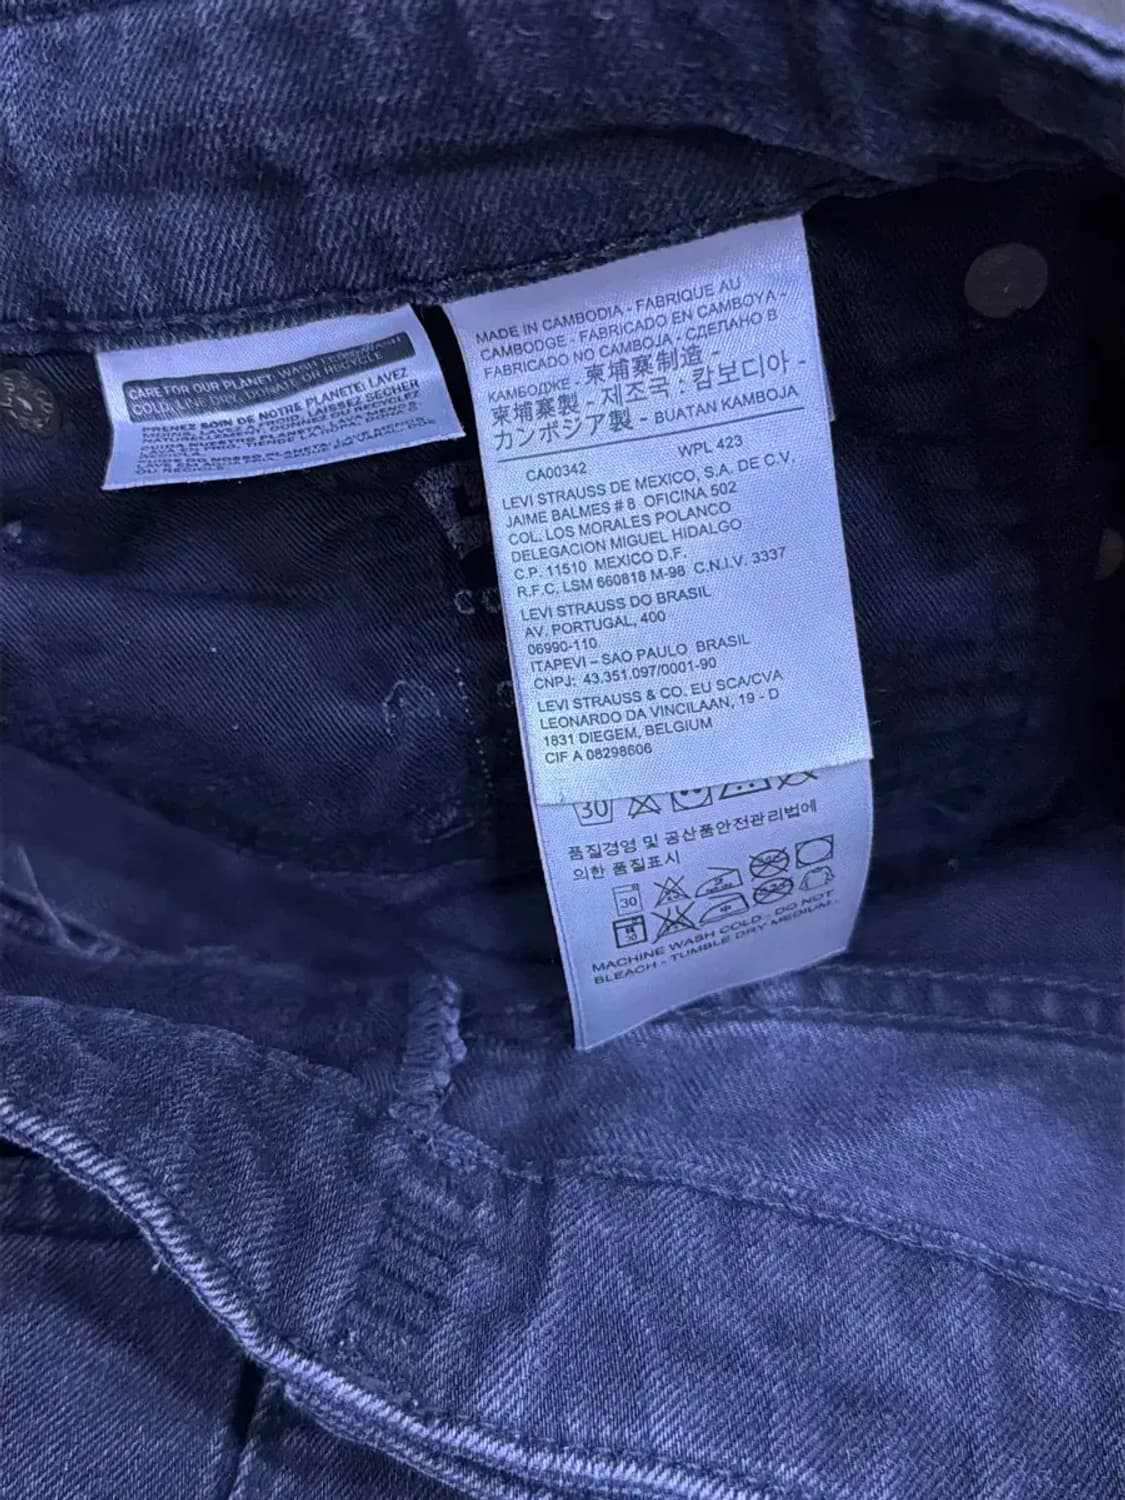 CARE FOR OUR PLANET: WASH
COLD, LINE DRY, DONATE OR RECYCLE
PRENEZ SOIN DE NOTRE PLANETE: LAVEZ
MADE IN CAMBODIA - FABRIQUE AU
CAMBODGE - FABRICADO EN CAMBOYA -
FABRICADO NO CAMBOJA - СДЕЛАНО В
КАМБОДЖЕ - 柬埔寨制造 -
柬埔寨製 - 제조국 : 캄보디아 -
カンボジア製 - BUATAN KAMBOJA
CA00342 WPL 423
LEVI STRAUSS DE MEXICO, S.A. DE C.V.
JAIME BALMES # 8 OFICINA 502
COL. LOS MORALES POLANCO
DELEGACION MIGUEL HIDALGO
C.P. 11510 MEXICO D.F.
R.F.C. LSM 660818 M-98 C.N.I.V. 3337
LEVI STRAUSS DO BRASIL
AV. PORTUGAL, 400
06990-110
ITAPEVI – SAO PAULO BRASIL
CNPJ: 43.351.097/0001-90
LEVI STRAUSS & CO. EU SCA/CVA
LEONARDO DA VINCILAAN, 19 - D
1831 DIEGEM, BELGIUM
CIF A 08298606
30
품질경영 및 공산품안전관리법에
의한 품질표시
30
30
MACHINE WASH COLD - DO NOT
BLEACH - TUMBLE DRY MEDIUM -